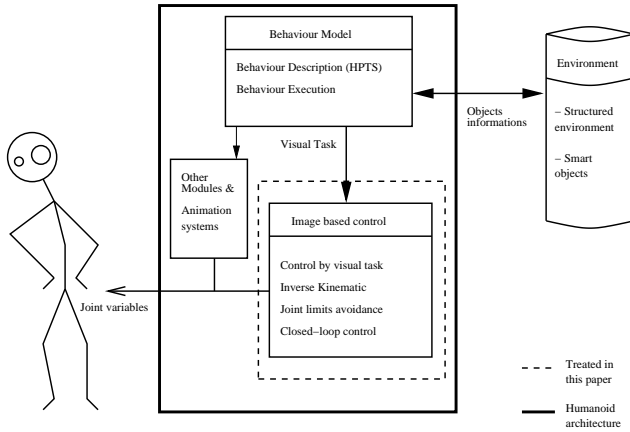 Behaviour Model
Behaviour Description (HPTS)
Behaviour Execution
Environment
– Structured
environment
– Smart
objects
Objects
informations
Visual Task
Other
Modules &
Animation
systems
Image based control
Control by visual task
Inverse Kinematic
Joint limits avoidance
Closed–loop control
Joint variables
Treated in
this paper
Humanoid
architecture